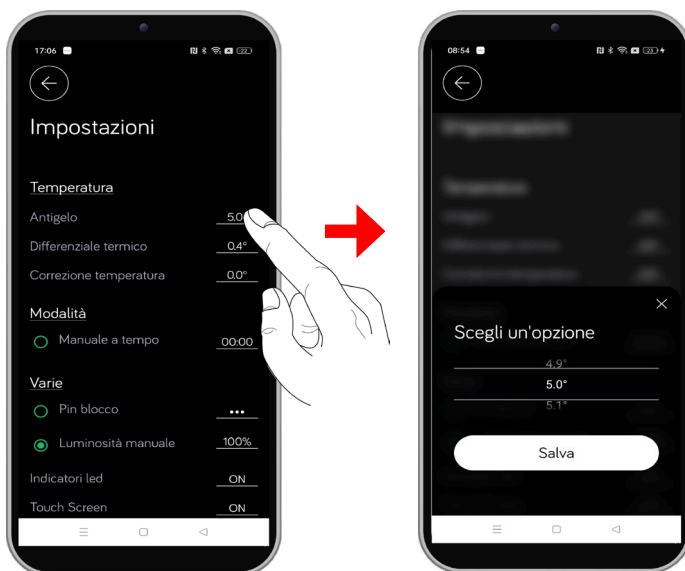 17:06
22
Impostazioni
Temperatura
Antigelo 5.0
Differenziale termico 0.4°
Correzione temperatura 0.0°
Modalità
Manuale a tempo 00:00
Varie
Pin blocco •••
Luminosità manuale 100%
Indicatori led ON
Touch Screen ON
08:54
23
Scegli un'opzione
4.9°
5.0°
5.1°
Salva